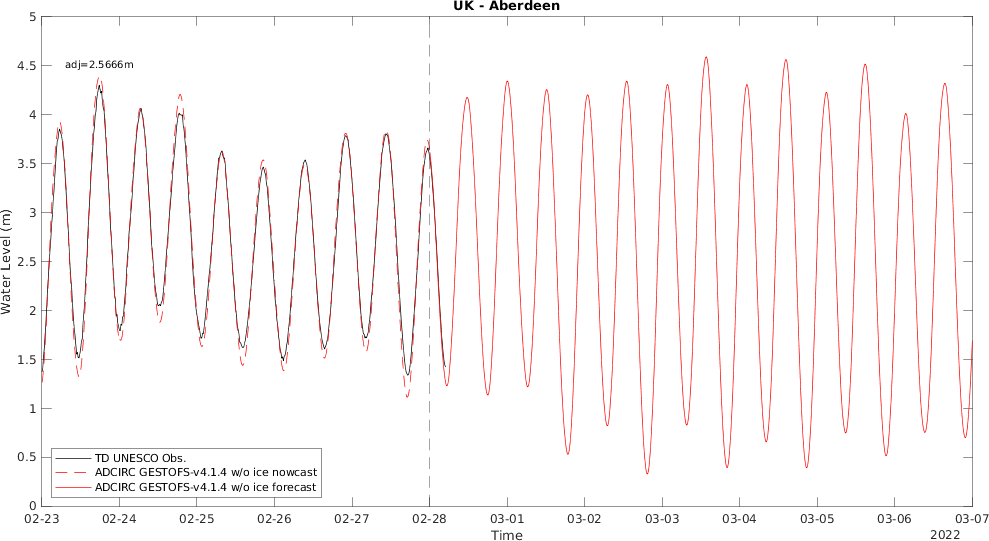 UK - Aberdeen
adj=2.5666m
Water Level (m)
5
4.5
4
3.5
3
2.5
2
1.5
1
0.5
0
TD UNESCO Obs.
ADCIRC GESTOFS-v4.1.4 w/o ice nowcast
ADCIRC GESTOFS-v4.1.4 w/o ice forecast
02-23 02-24 02-25 02-26 02-27 02-28 03-01 03-02 03-03 03-04 03-05 03-06 03-07
Time
2022